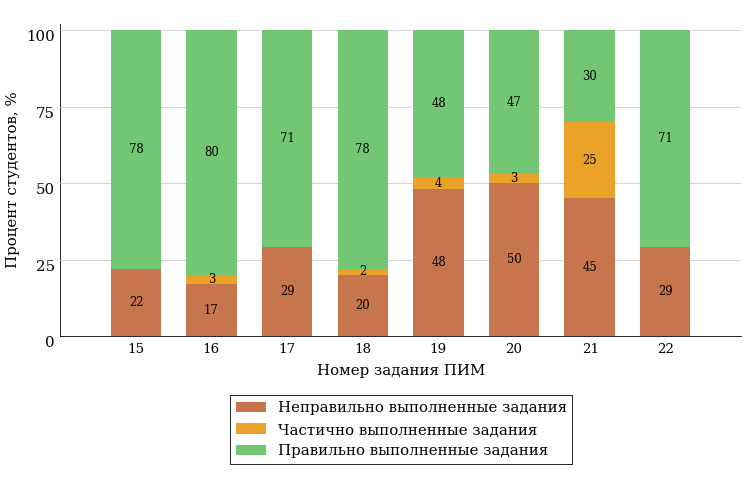 Процент студентов, %
100
75
50
25
0
78 80 71 78 48 47 30 71
3 2 4 3 25
22 17 29 20 48 50 45 29
15 16 17 18 19 20 21 22
Номер задания ПИМ
Неправильно выполненные задания
Частично выполненные задания
Правильно выполненные задания